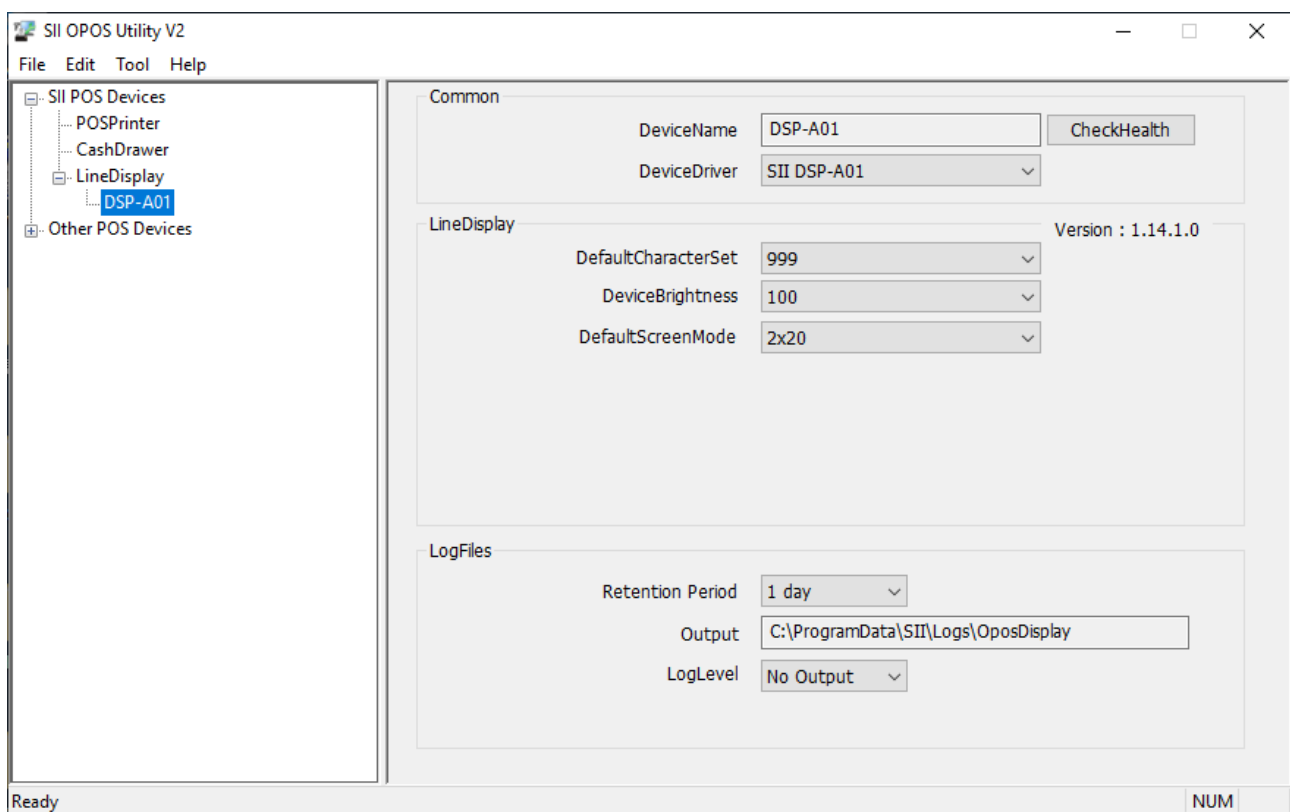 SII OPOS Utility V2
File Edit Tool Help
SII POS Devices
POSPrinter
CashDrawer
LineDisplay
DSP-A01
Other POS Devices
Common
DeviceName DSP-A01 CheckHealth
DeviceDriver SII DSP-A01
LineDisplay
Version : 1.14.1.0
DefaultCharacterSet 999
DeviceBrightness 100
DefaultScreenMode 2x20
LogFiles
Retention Period 1 day
Output C:\ProgramData\SII\Logs\OposDisplay
LogLevel No Output
Ready NUM